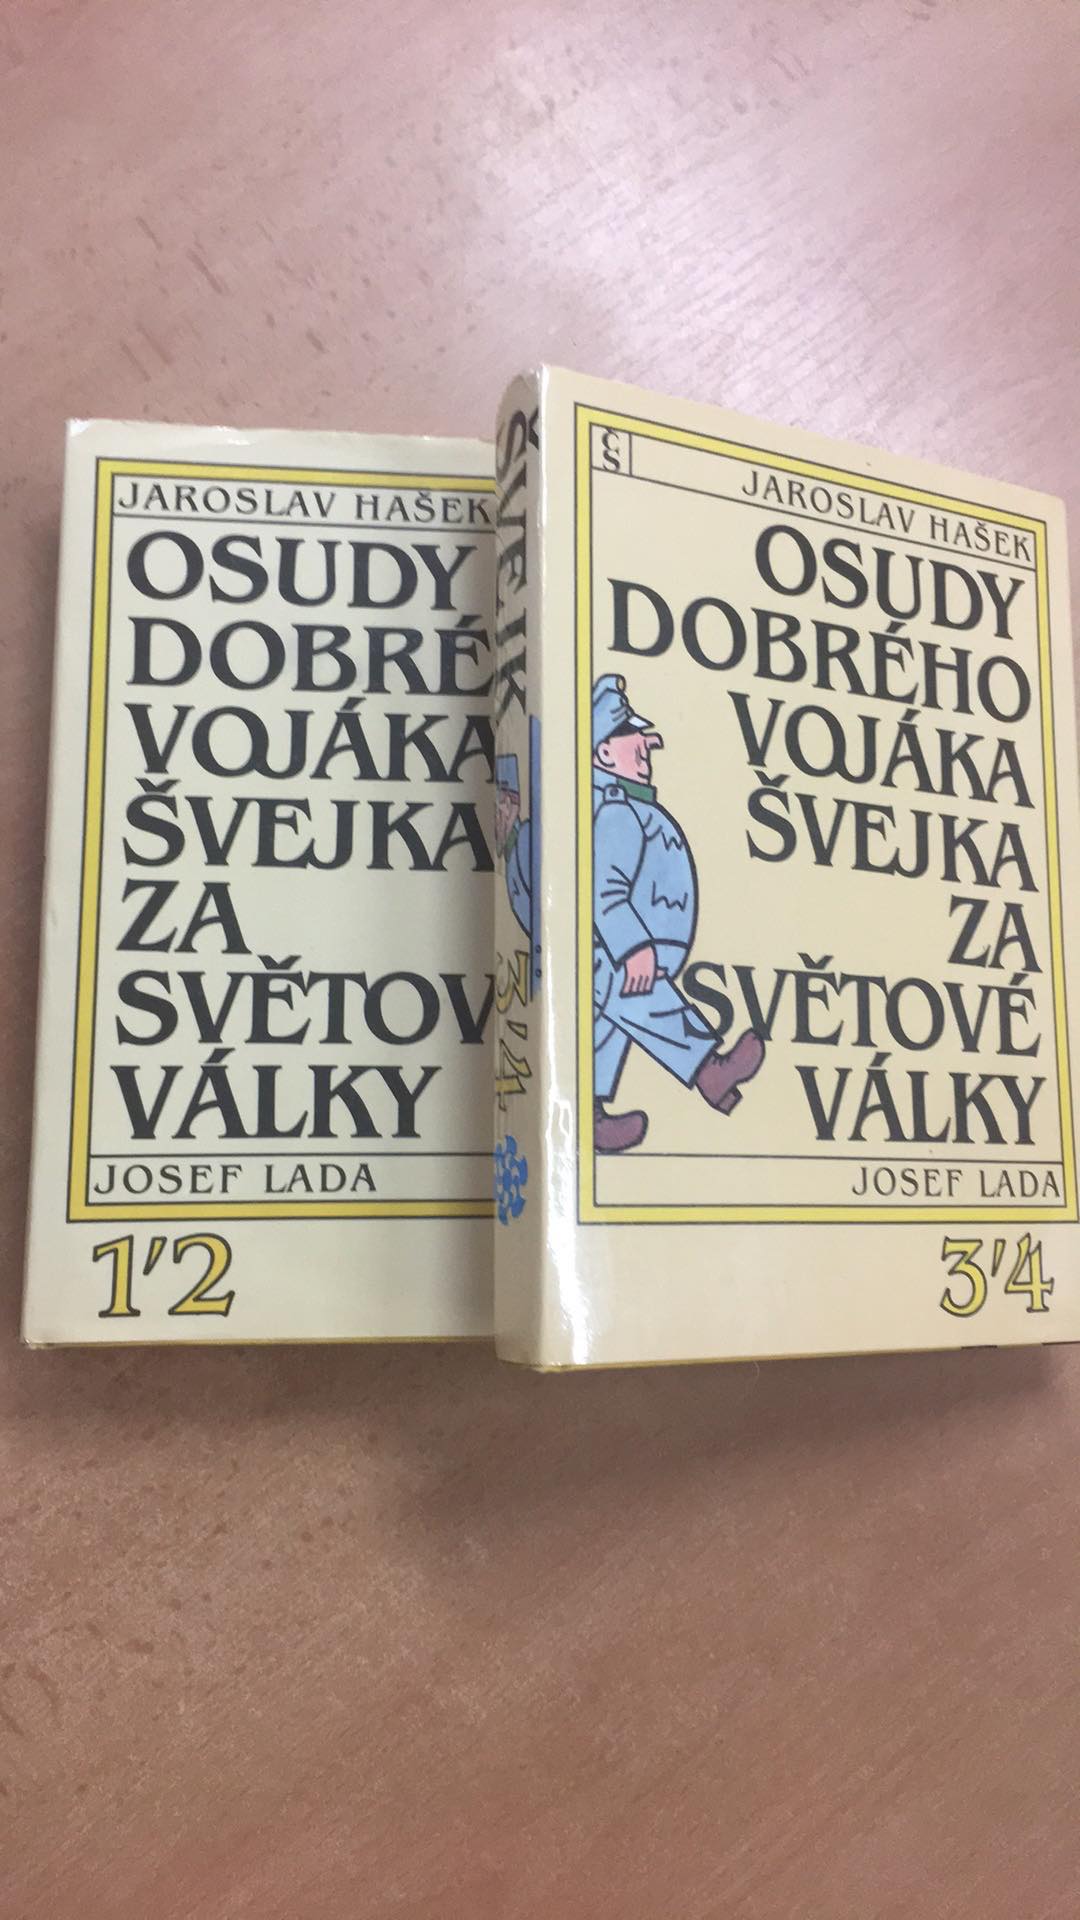 JAROSLAV HAŠEK
OSUDY
DOBRÉ
VOJÁKA
ŠVEJKA
ZA
SVĚTOV
VÁLKY
JOSEF LADA
1'2
ŠVEJK
3'4
ČS
JAROSLAV HAŠEK
OSUDY
DOBRÉHO
VOJÁKA
ŠVEJKA
ZA
SVĚTOVÉ
VÁLKY
JOSEF LADA
3'4